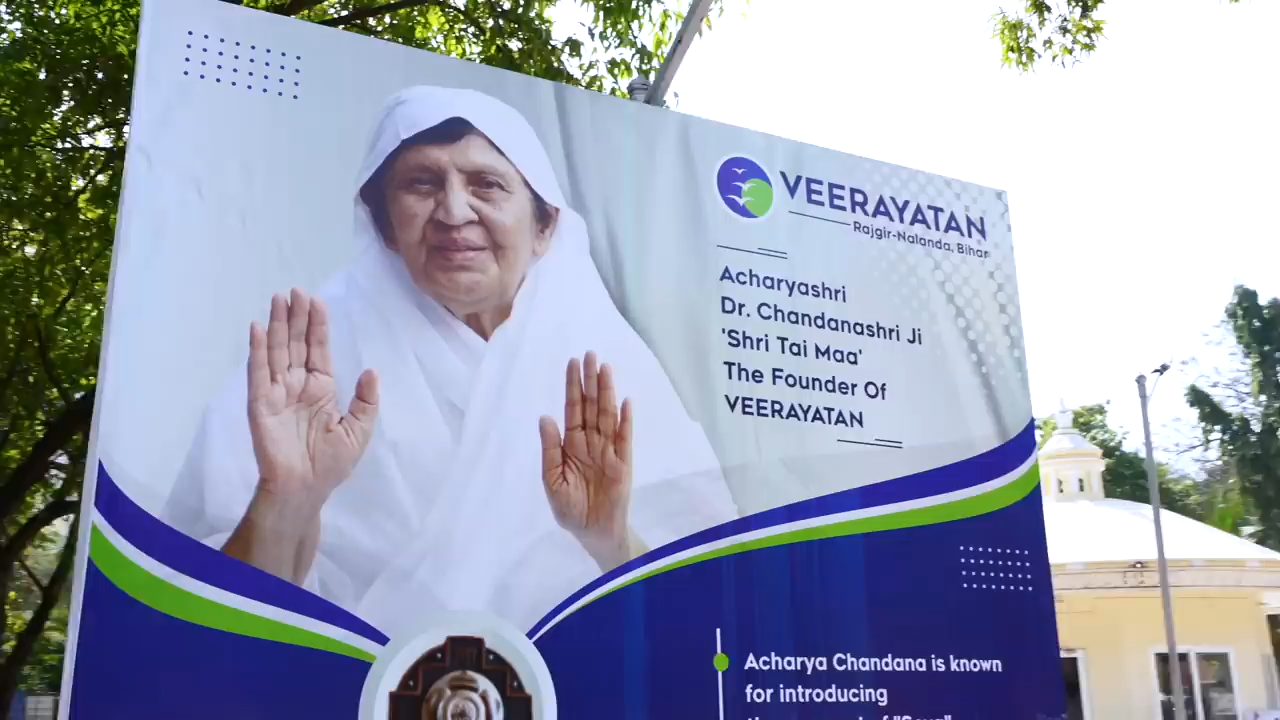 VEERAYATAN
Rajgir-Nalanda, Bihar
Acharyashri
Dr. Chandanashri Ji
'Shri Tai Maa'
The Founder Of
VEERAYATAN
Acharya Chandana is known
for introducing